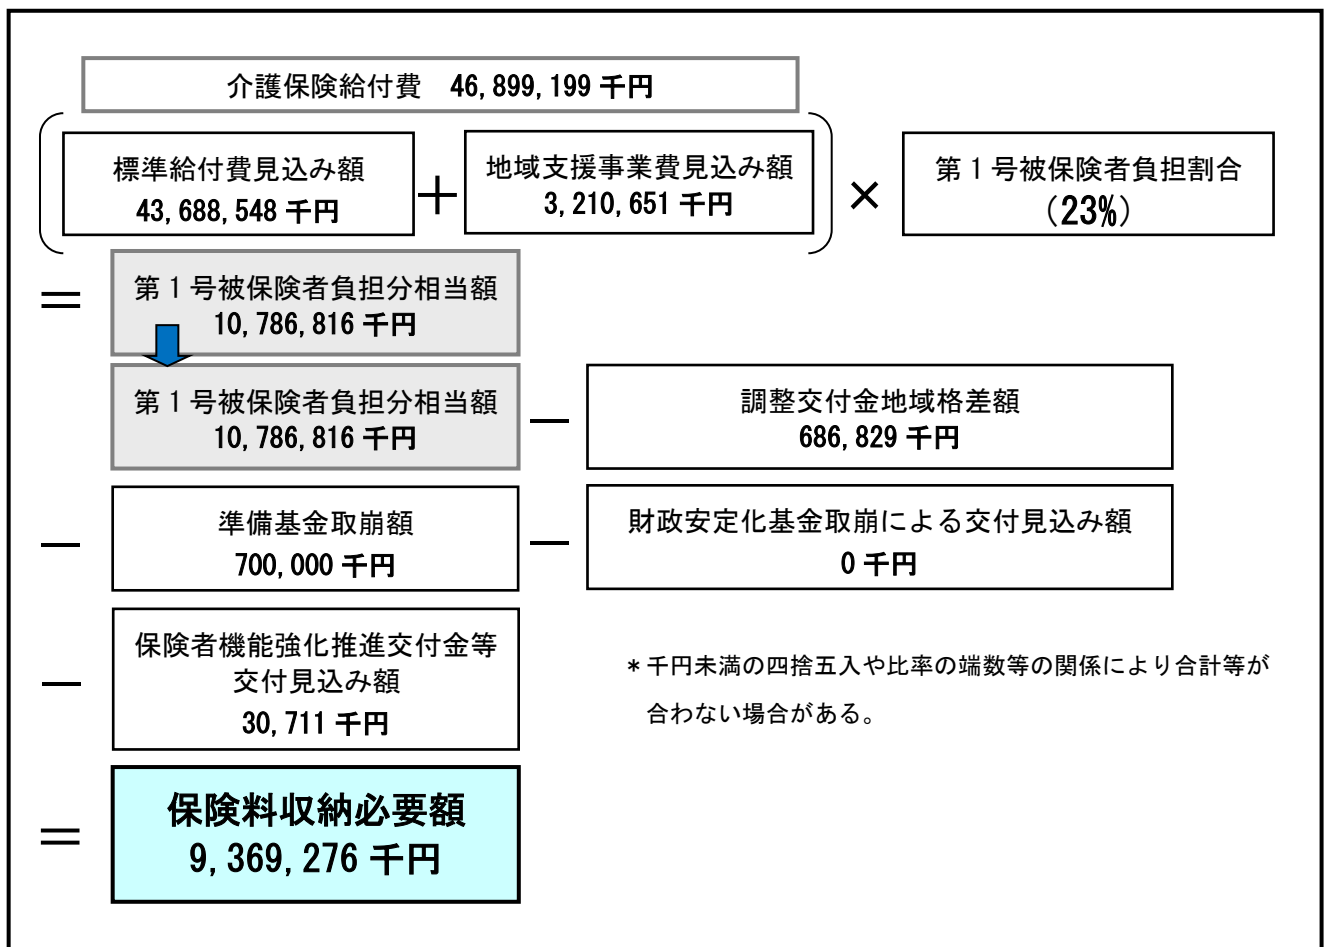 介護保険給付費　46,899,199 千円
標準給付費見込み額
43,688,548 千円
＋
地域支援事業費見込み額
3,210,651 千円
×
第１号被保険者負担割合
（23%）
＝
第１号被保険者負担分相当額
10,786,816 千円
第１号被保険者負担分相当額
10,786,816 千円
－
調整交付金地域格差額
686,829 千円
－
準備基金取崩額
700,000 千円
－
財政安定化基金取崩による交付見込み額
0 千円
－
保険者機能強化推進交付金等
交付見込み額
30,711 千円
＊千円未満の四捨五入や比率の端数等の関係により合計等が
合わない場合がある。
＝
保険料収納必要額
9,369,276 千円